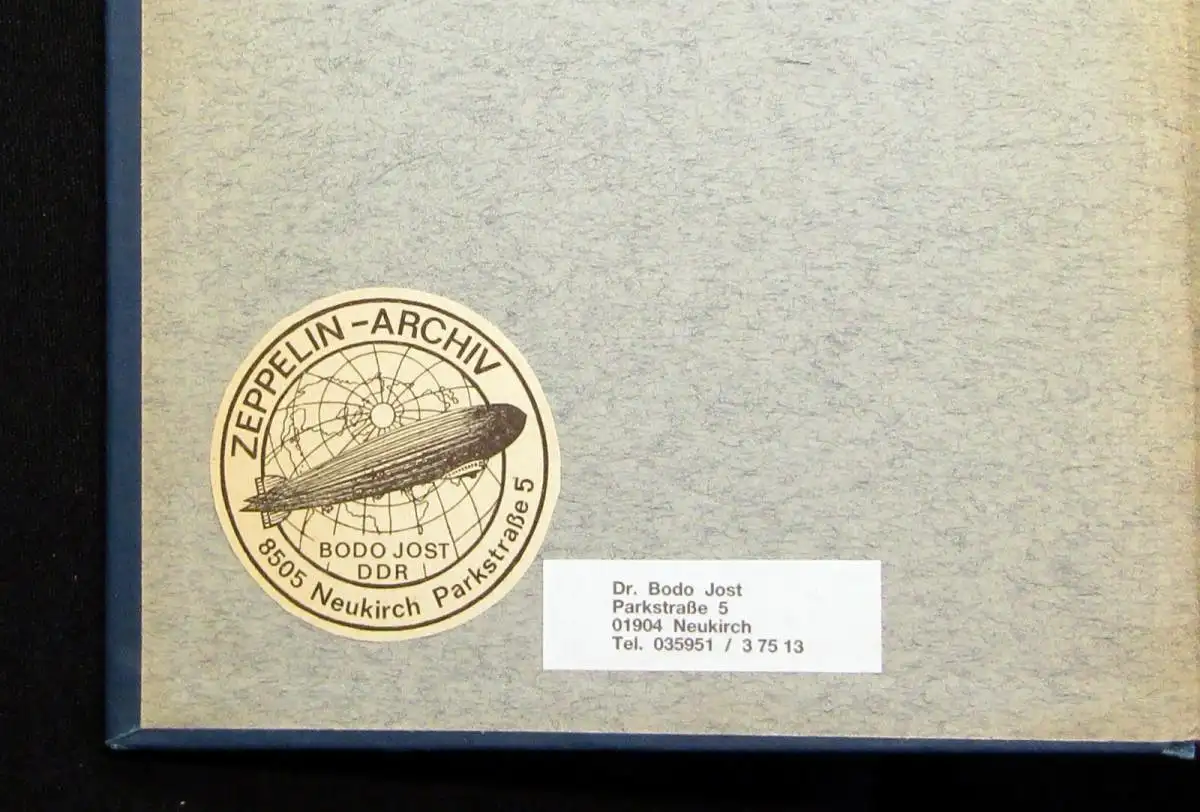 ZEPPELIN-ARCHIV
BODO JOST
DDR
8505 Neukirch Parkstraße 5
Dr. Bodo Jost
Parkstraße 5
01904 Neukirch
Tel. 035951 / 3 75 13